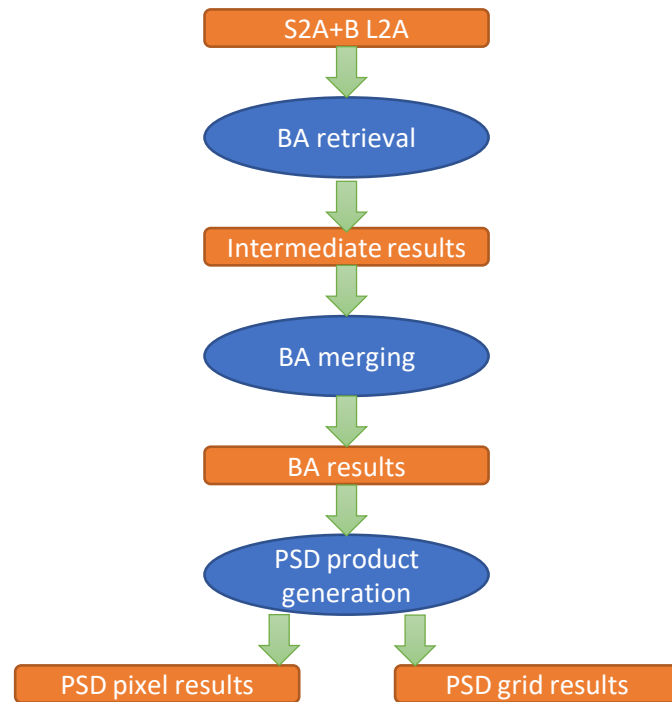 S2A+B L2A
BA retrieval
Intermediate results
BA merging
BA results
PSD product
generation
PSD pixel results
PSD grid results